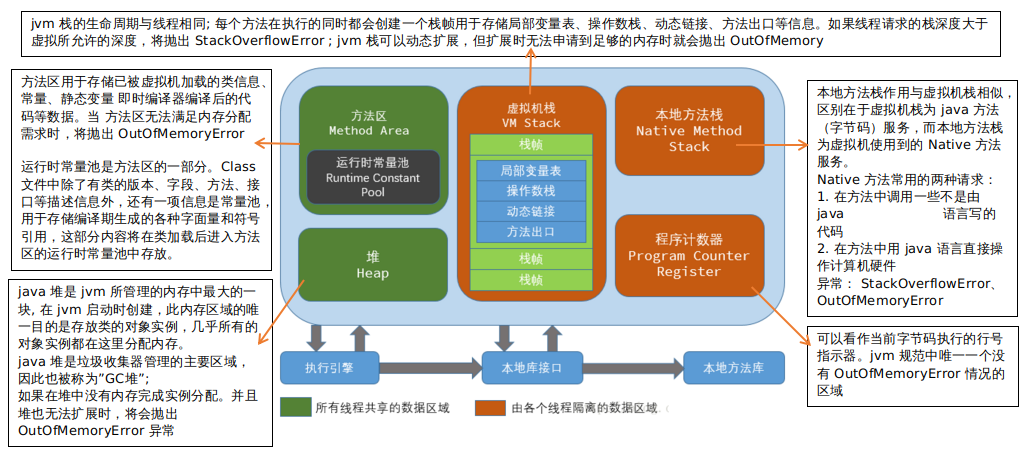 jvm 栈的生命周期与线程相同; 每个方法在执行的同时都会创建一个栈帧用于存储局部变量表、操作数栈、动态链接、方法出口等信息。如果线程请求的栈深度大于
虚拟所允许的深度，将抛出 StackOverflowError ; jvm 栈可以动态扩展，但扩展时无法申请到足够的内存时就会抛出 OutOfMemory
方法区用于存储已被虚拟机加载的类信息、
常量、静态变量 即时编译器编译后的代
码等数据。当 方法区无法满足内存分配
需求时，将抛出 OutOfMemoryError
运行时常量池是方法区的一部分。Class
文件中除了有类的版本、字段、方法、接
口等描述信息外，还有一项信息是常量池，
用于存储编译期生成的各种字面量和符号
引用，这部分内容将在类加载后进入方法
区的运行时常量池中存放。
java 堆是 jvm 所管理的内存中最大的一
块, 在 jvm 启动时创建，此内存区域的唯
一目的是存放类的对象实例，几乎所有的
对象实例都在这里分配内存。
java 堆是垃圾收集器管理的主要区域，
因此也被称为”GC堆”;
如果在堆中没有内存完成实例分配。并且
堆也无法扩展时，将会抛出
OutOfMemoryError 异常
方法区
Method Area
运行时常量池
Runtime Constant
Pool
堆
Heap
虚拟机栈
VM Stack
栈帧
局部变量表
操作数栈
动态链接
方法出口
栈帧
栈帧
本地方法栈
Native Method
Stack
程序计数器
Program Counter
Register
执行引擎
本地库接口
本地方法库
所有线程共享的数据区域
由各个线程隔离的数据区域
本地方法栈作用与虚拟机栈相似，
区别在于虚拟机栈为 java 方法
（字节码）服务，而本地方法栈
为虚拟机使用到的 Native 方法
服务。
Native 方法常用的两种请求：
1. 在方法中调用一些不是由
java 语言写的
代码
2. 在方法中用 java 语言直接操
作计算机硬件
异常： StackOverflowError、
OutOfMemoryError
可以看作当前字节码执行的行号
指示器。jvm 规范中唯一一个没
有 OutOfMemoryError 情况的
区域